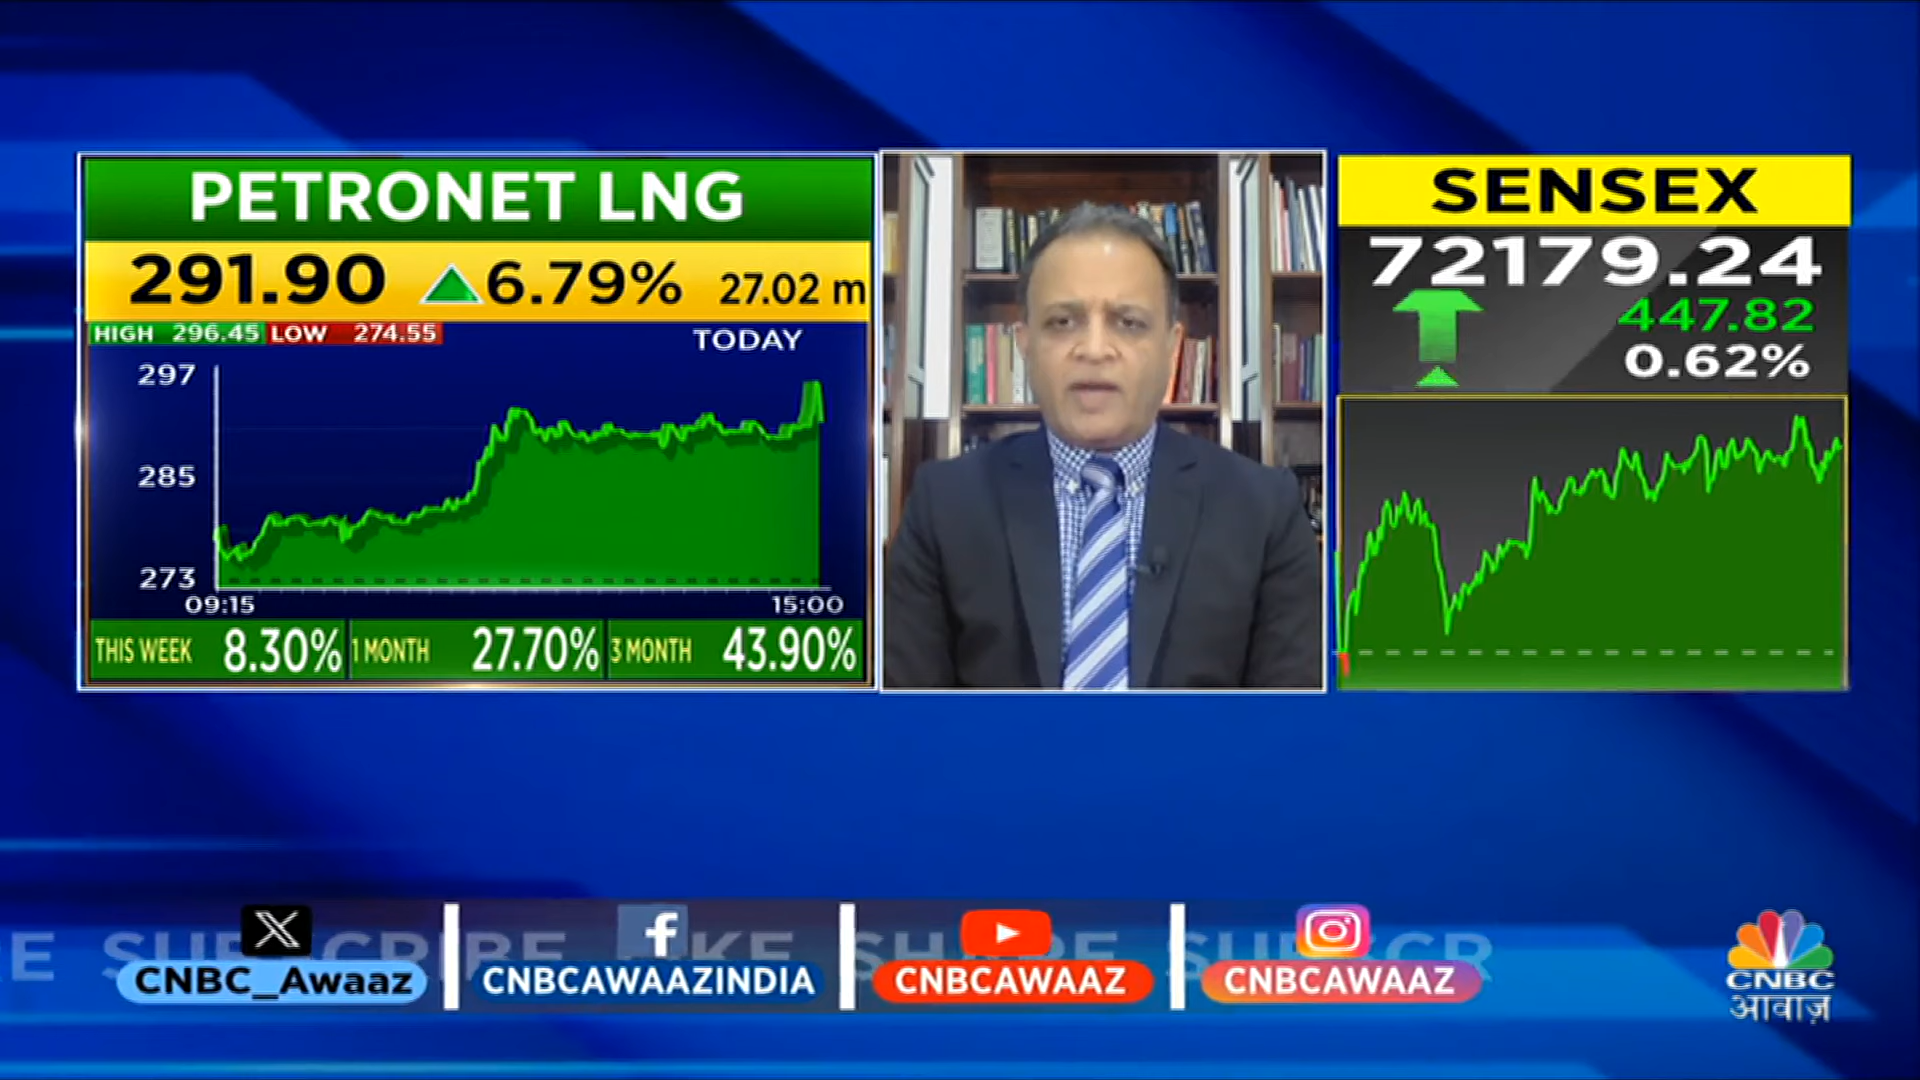 PETRONET LNG
291.90 6.79% 27.02 m
HIGH 296.45 LOW 274.55
TODAY
297
285
273
09:15 15:00
THIS WEEK 8.30% 1 MONTH 27.70% 3 MONTH 43.90%
SENSEX
72179.24
447.82
0.62%
SUBSCRIBE SHARE
CNBC_Awaaz
CNBCAWAAZINDIA
CNBCAWAAZ
CNBCAWAAZ
CNBC
आवाज़